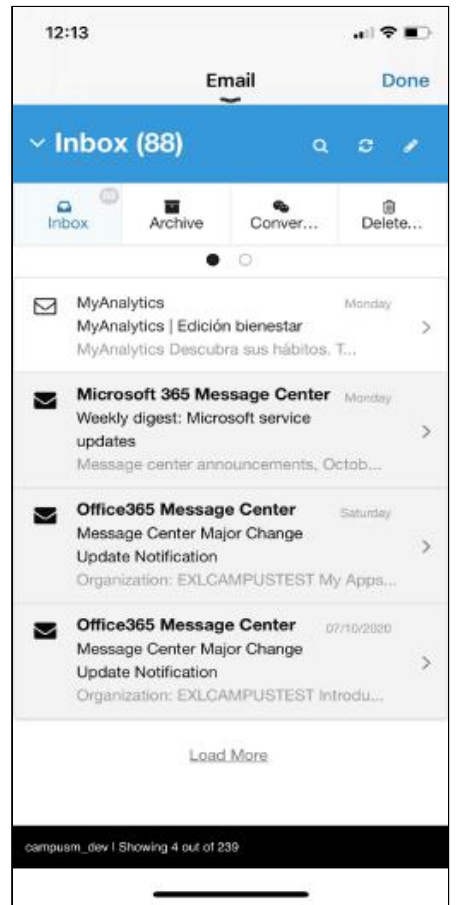 12:13
Email
Done
Inbox (88)
Inbox
Archive
Conver...
Delete...
MyAnalytics
Monday
MyAnalytics | Edición bienestar
MyAnalytics Descubra sus hábitos. T...
Microsoft 365 Message Center
Monday
Weekly digest: Microsoft service
updates
Message center announcements, Octob...
Office365 Message Center
Saturday
Message Center Major Change
Update Notification
Organization: EXLCAMPUSTEST My Apps...
Office365 Message Center
07/10/2020
Message Center Major Change
Update Notification
Organization: EXLCAMPUSTEST Introdu...
Load More
campusm_dev | Showing 4 out of 239